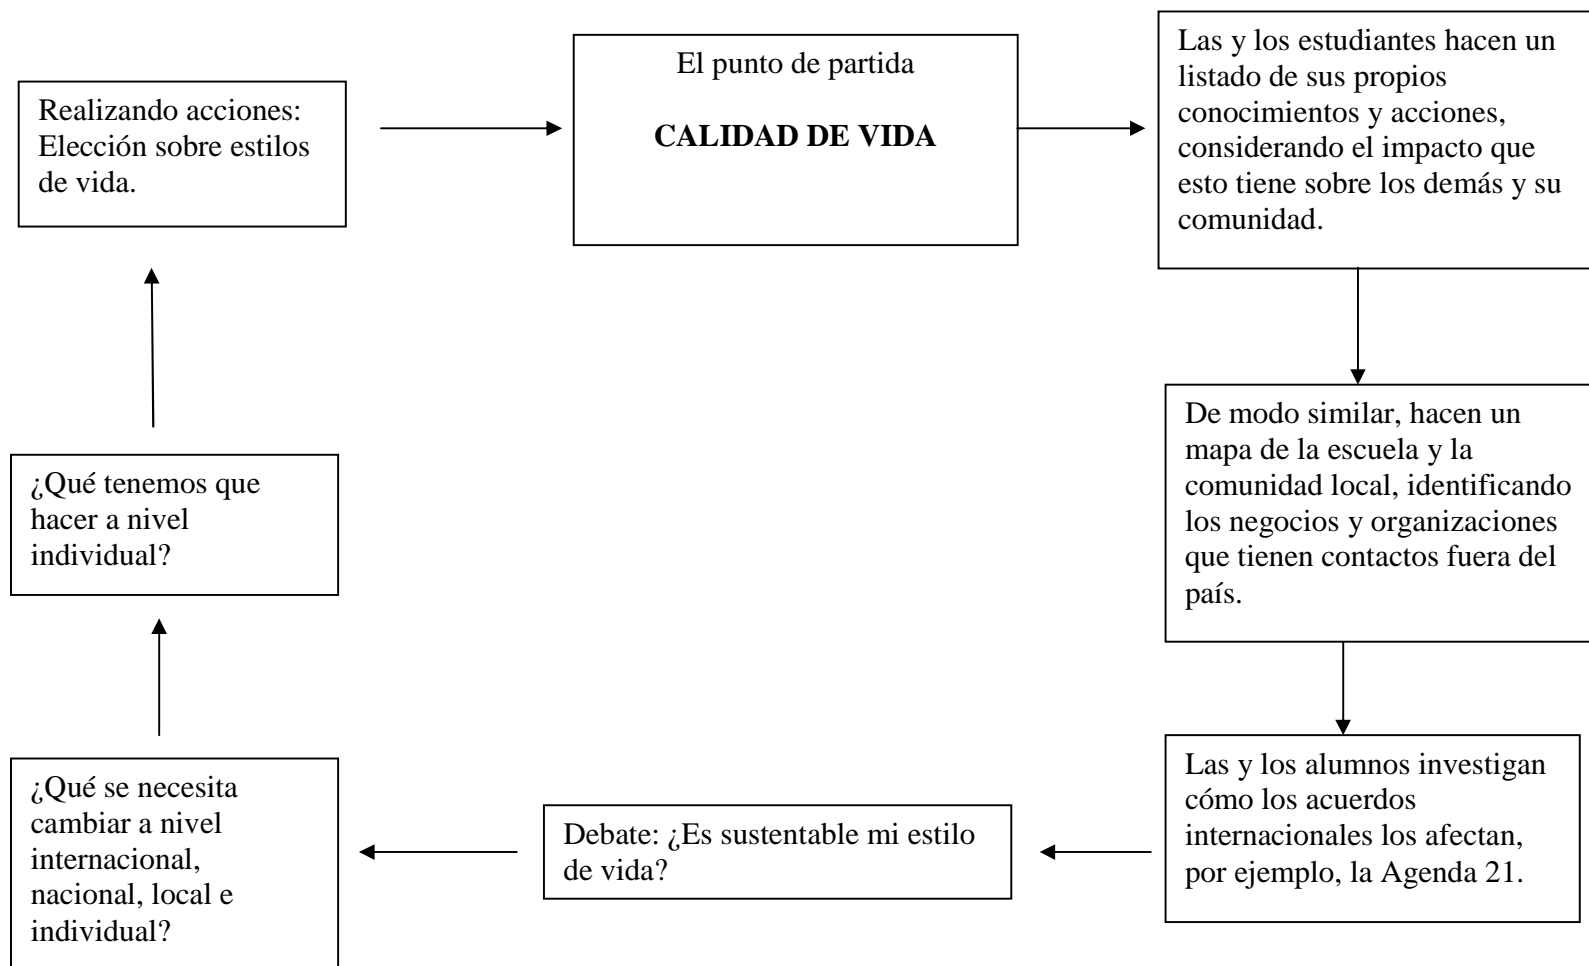 El punto de partida
CALIDAD DE VIDA
Las y los estudiantes hacen un
listado de sus propios
conocimientos y acciones,
considerando el impacto que
esto tiene sobre los demás y su
comunidad.
De modo similar, hacen un
mapa de la escuela y la
comunidad local, identificando
los negocios y organizaciones
que tienen contactos fuera del
país.
Las y los alumnos investigan
cómo los acuerdos
internacionales los afectan,
por ejemplo, la Agenda 21.
Debate: ¿Es sustentable mi estilo
de vida?
¿Qué se necesita
cambiar a nivel
internacional,
nacional, local e
individual?
¿Qué tenemos que
hacer a nivel
individual?
Realizando acciones:
Elección sobre estilos
de vida.